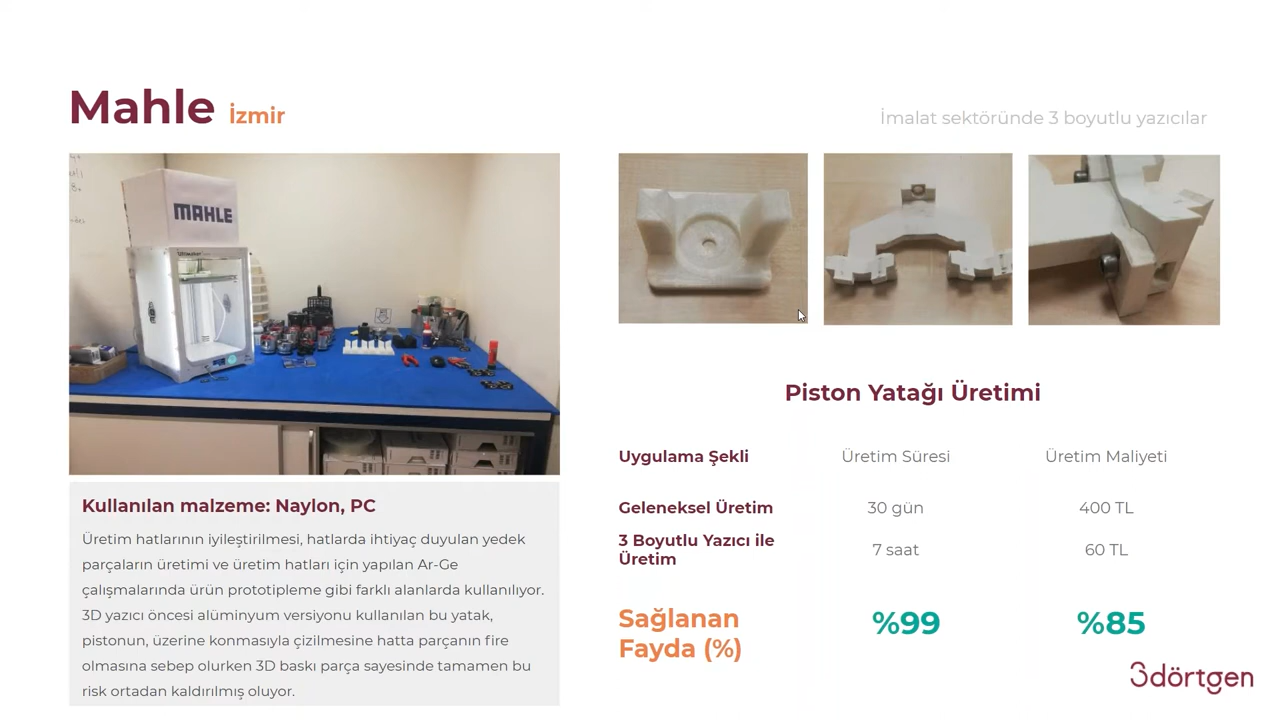 Mahle İzmir
İmalat sektöründe 3 boyutlu yazıcılar
MAHLE
Ultimaker
Kullanılan malzeme: Naylon, PC
Üretim hatlarının iyileştirilmesi, hatlarda ihtiyaç duyulan yedek
parçaların üretimi ve üretim hatları için yapılan Ar-Ge
çalışmalarında ürün prototipleme gibi farklı alanlarda kullanılıyor.
3D yazıcı öncesi alüminyum versiyonu kullanılan bu yatak,
pistonun, üzerine konmasıyla çizilmesine hatta parçanın fire
olmasına sebep olurken 3D baskı parça sayesinde tamamen bu
risk ortadan kaldırılmış oluyor.
Piston Yatağı Üretimi
Uygulama Şekli Üretim Süresi Üretim Maliyeti
Geleneksel Üretim 30 gün 400 TL
3 Boyutlu Yazıcı ile
Üretim 7 saat 60 TL
Sağlanan
Fayda (%) %99 %85
3dörtgen